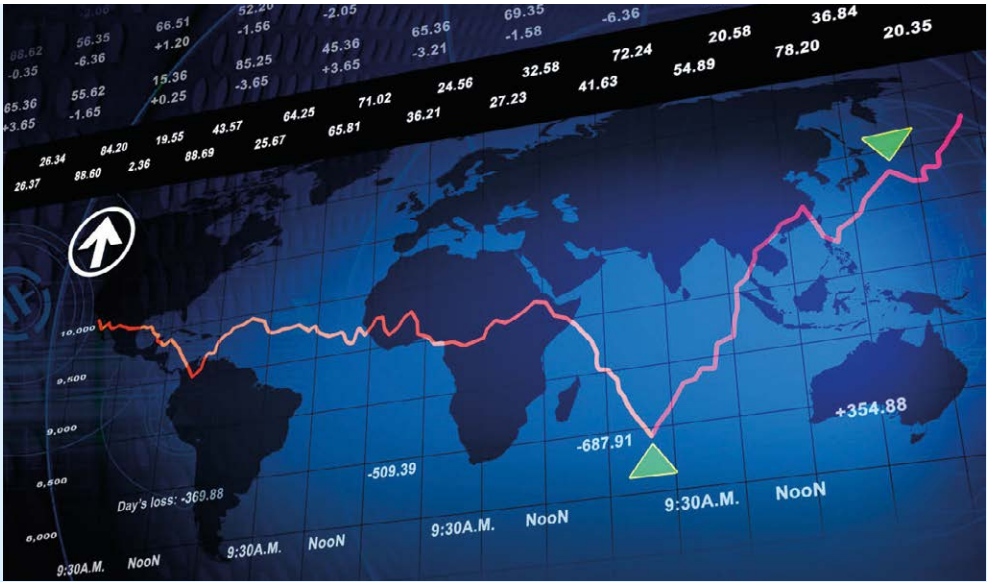 -2.06 66.51 52.20 -2.05 69.35 -6.36
66.62 56.35 +1.20 -1.56 65.36 -1.58
-0.35 -6.36 85.25 45.36 -3.21
65.36 55.62 15.36 -3.65 +3.65
+3.65 -1.65 +0.25
26.34 84.20 19.55 43.57 64.25 71.02 24.56 32.58 72.24 20.58 36.84
26.37 88.60 2.36 88.69 25.67 65.81 36.21 27.23 41.63 54.89 78.20 20.35
10,000
9,500
9,000
8,500
8,000
+354.88
-687.91
-509.39
Day's loss: -369.88
9:30A.M. NooN
9:30A.M. NooN
9:30A.M. NooN
9:30A.M. NooN